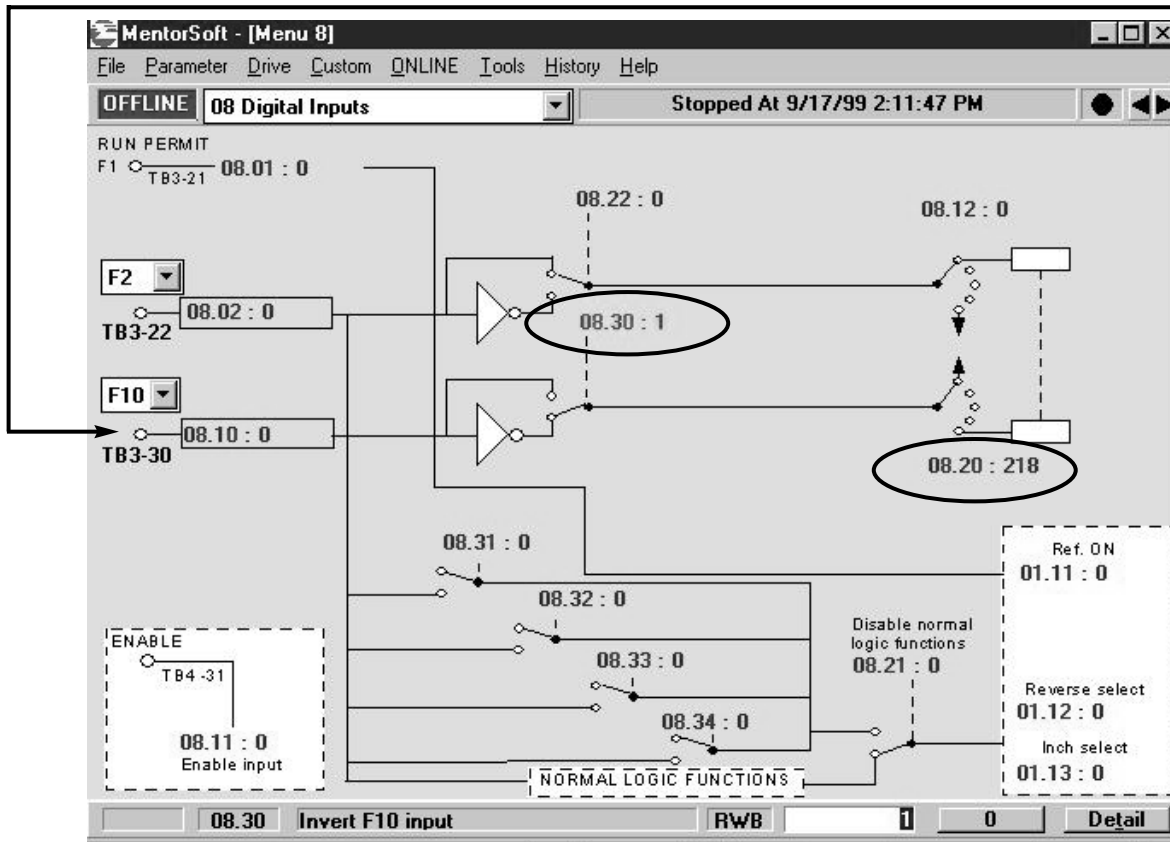 MentorSoft - [Menu 8]
File Parameter Drive Custom ONLINE Tools History Help
OFFLINE 08 Digital Inputs Stopped At 9/17/99 2:11:47 PM
RUN PERMIT
F1 TB3-21 08.01 : 0
08.22 : 0
08.12 : 0
F2
08.02 : 0
TB3-22
08.30 : 1
F10
08.10 : 0
TB3-30
08.20 : 218
08.31 : 0
08.32 : 0
08.33 : 0
08.34 : 0
Disable normal
logic functions
08.21 : 0
Ref. ON
01.11 : 0
Reverse select
01.12 : 0
Inch select
01.13 : 0
ENABLE
TB4-31
08.11 : 0
Enable input
NORMAL LOGIC FUNCTIONS
08.30 Invert F10 input RWB 1 0 Detail